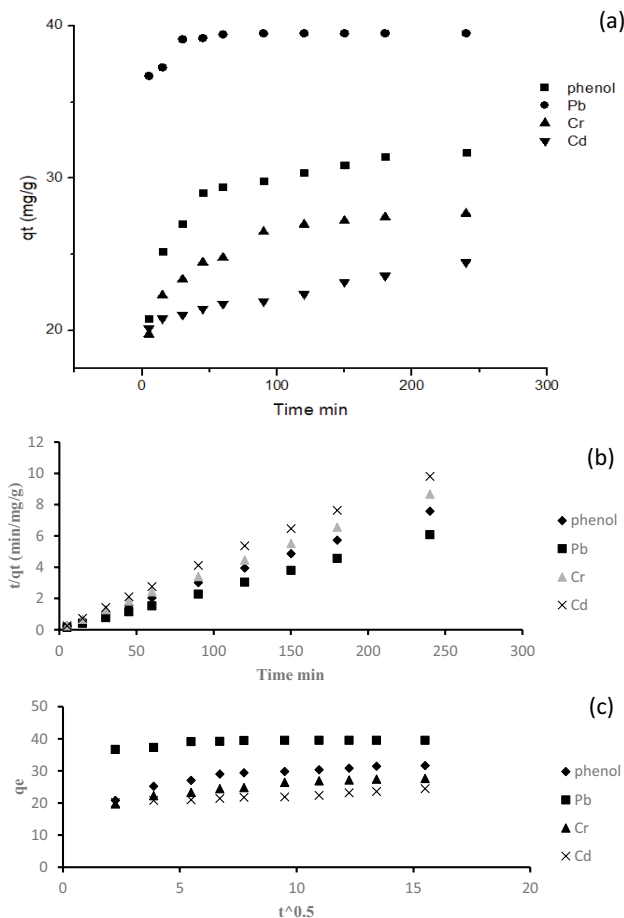 (a)
40
30
20
qt (mg/g)
phenol
Pb
Cr
Cd
0 100 200 300
Time min
(b)
12
10
8
6
4
2
0
t/qt (min/mg/g)
phenol
Pb
Cr
Cd
0 50 100 150 200 250 300
Time min
(c)
50
40
30
20
10
0
qe
phenol
Pb
Cr
Cd
0 5 10 15 20
t^0.5